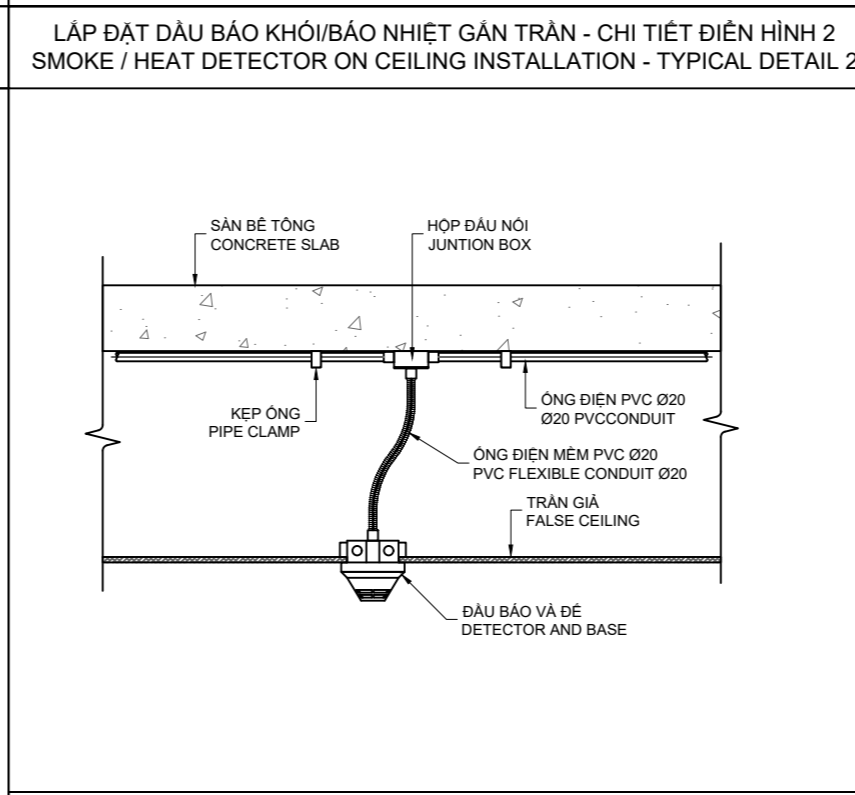 LẮP ĐẶT DẦU BÁO KHÓI/BÁO NHIỆT GẮN TRẦN - CHI TIẾT ĐIỂN HÌNH 2
SMOKE / HEAT DETECTOR ON CEILING INSTALLATION - TYPICAL DETAIL 2
SÀN BÊ TÔNG
CONCRETE SLAB
HỘP ĐẤU NỐI
JUNTION BOX
KẸP ỐNG
PIPE CLAMP
ỐNG ĐIỆN PVC Ø20
Ø20 PVCCONDUIT
ỐNG ĐIỆN MỀM PVC Ø20
PVC FLEXIBLE CONDUIT Ø20
TRẦN GIẢ
FALSE CEILING
ĐẦU BÁO VÀ ĐẾ
DETECTOR AND BASE